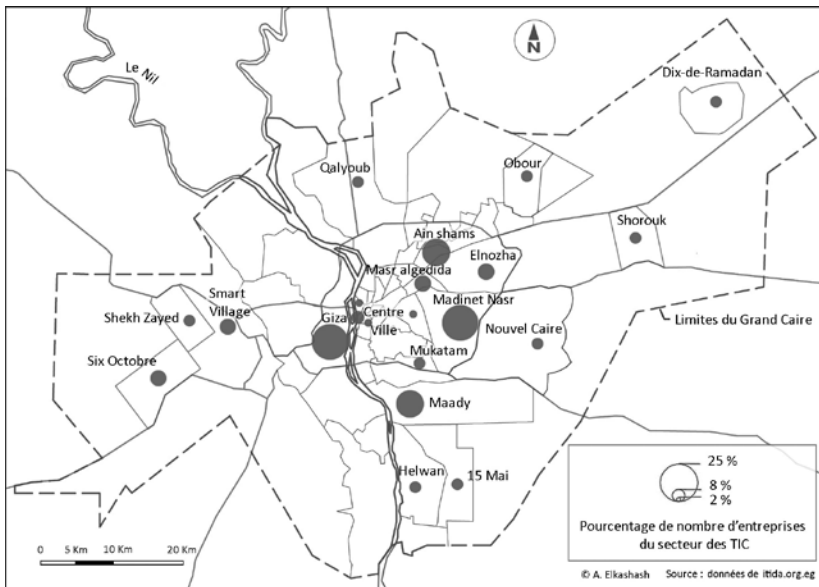 Le Nil
N
Dix-de-Ramadan
Qalyoub
Obour
Shorouk
Ain shams
Elnozha
Masr algedida
Smart
Village
Shekh Zayed
Giza
Centre
Ville
Madinet Nasr
Nouvel Caire
Limites du Grand Caire
Six Octobre
Mukatam
Maady
Helwan
15 Mai
25 %
8 %
2 %
Pourcentage de nombre d'entreprises
du secteur des TIC
0 5 Km 10 Km 20 Km
© A. Elkashash Source : données de itida.org.eg